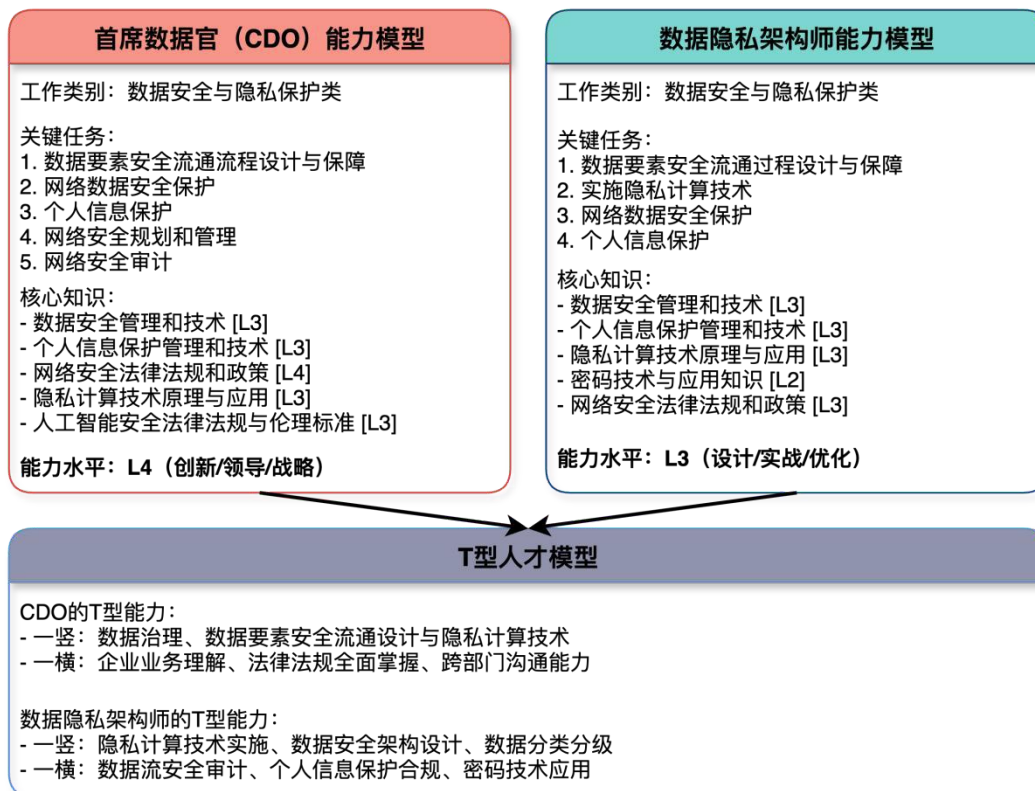 首席数据官（CDO）能力模型
工作类别：数据安全与隐私保护类
关键任务：
1. 数据要素安全流通流程设计与保障
2. 网络数据安全保护
3. 个人信息保护
4. 网络安全规划和管理
5. 网络安全审计
核心知识：
- 数据安全管理和技术 [L3]
- 个人信息保护管理和技术 [L3]
- 网络安全法律法规和政策 [L4]
- 隐私计算技术原理与应用 [L3]
- 人工智能安全法律法规与伦理标准 [L3]
能力水平：L4（创新/领导/战略）
数据隐私架构师能力模型
工作类别：数据安全与隐私保护类
关键任务：
1. 数据要素安全流通过程设计与保障
2. 实施隐私计算技术
3. 网络数据安全保护
4. 个人信息保护
核心知识：
- 数据安全管理和技术 [L3]
- 个人信息保护管理和技术 [L3]
- 隐私计算技术原理与应用 [L3]
- 密码技术与应用知识 [L2]
- 网络安全法律法规和政策 [L3]
能力水平：L3（设计/实战/优化）
T型人才模型
CDO的T型能力：
- 一竖：数据治理、数据要素安全流通设计与隐私计算技术
- 一横：企业业务理解、法律法规全面掌握、跨部门沟通能力
数据隐私架构师的T型能力：
- 一竖：隐私计算技术实施、数据安全架构设计、数据分类分级
- 一横：数据流安全审计、个人信息保护合规、密码技术应用